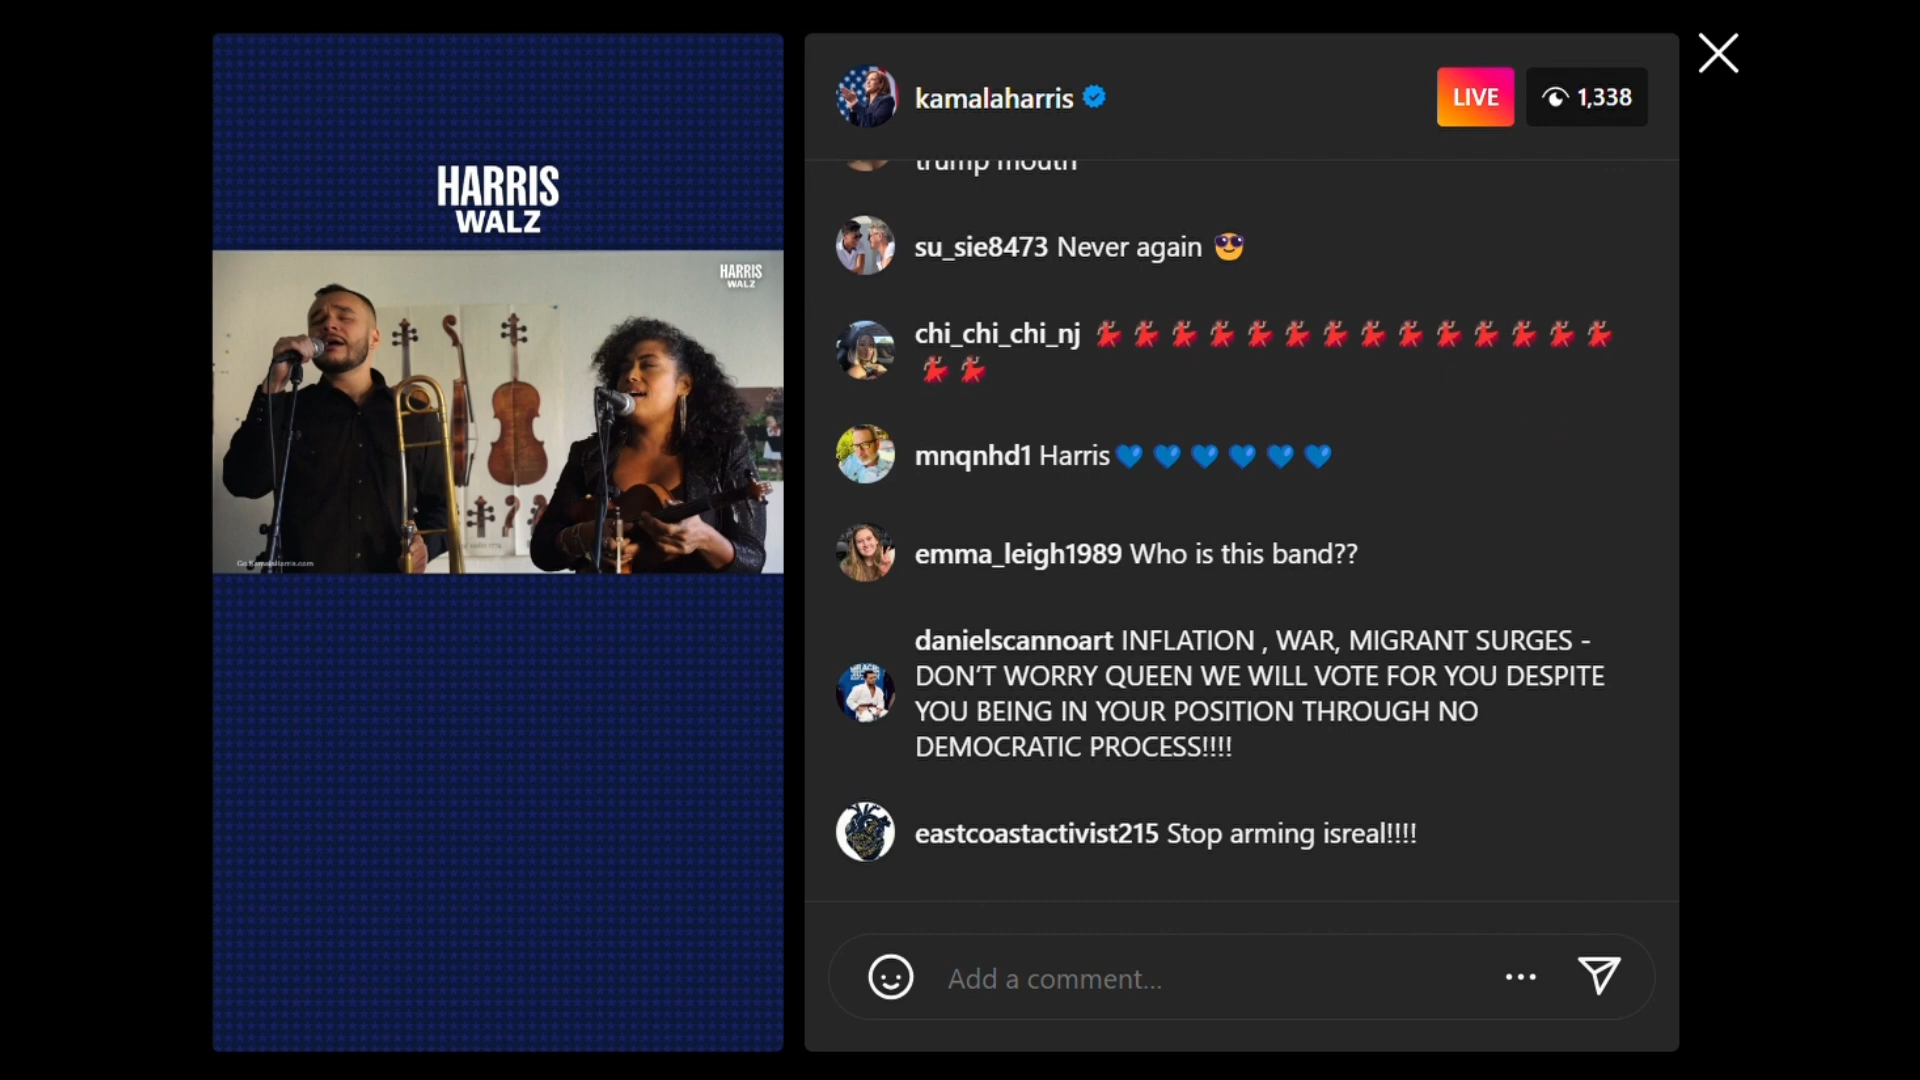 HARRIS
WALZ
HARRIS
WALZ
kamalaharris
LIVE
1,338
trump mouth
su_sie8473 Never again 😎
chi_chi_chi_nj 💃💃💃💃💃💃💃💃💃💃💃💃💃💃
💃💃
mnqnhd1 Harris💙💙💙💙💙💙
emma_leigh1989 Who is this band??
danielscannoart INFLATION , WAR, MIGRANT SURGES -
DON'T WORRY QUEEN WE WILL VOTE FOR YOU DESPITE
YOU BEING IN YOUR POSITION THROUGH NO
DEMOCRATIC PROCESS!!!!
eastcoastactivist215 Stop arming isreal!!!!
Add a comment...